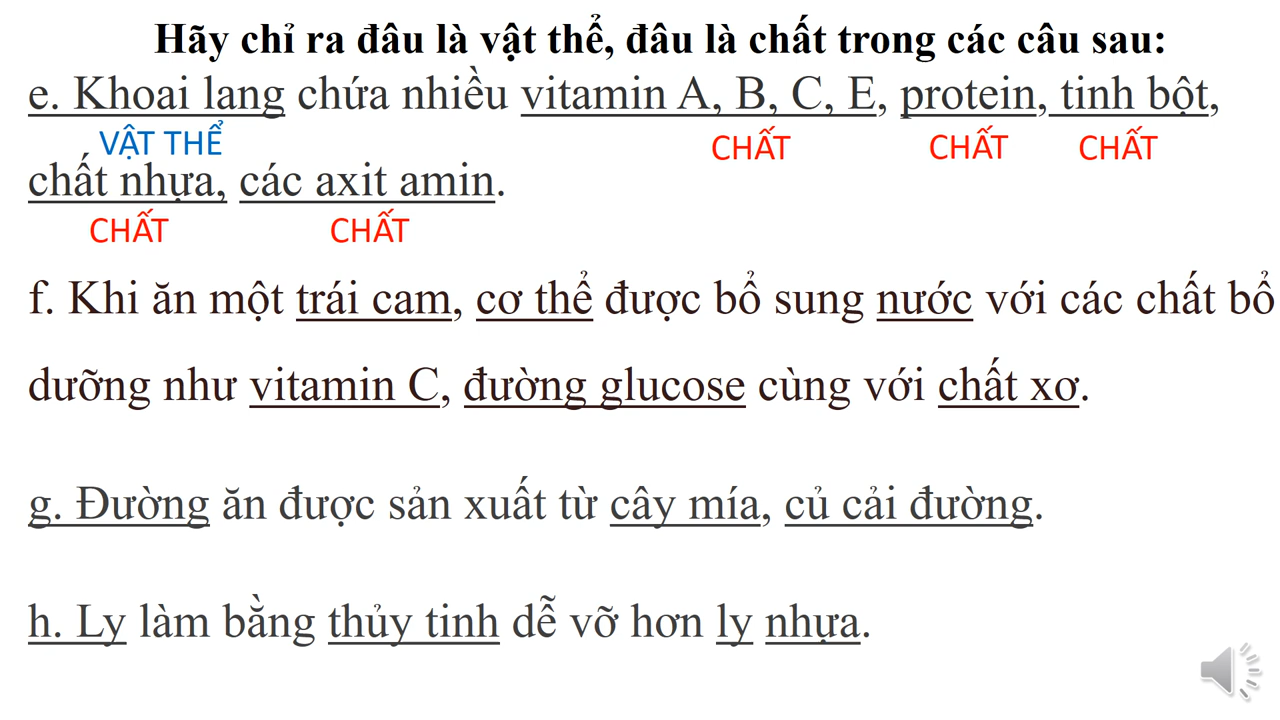 Hãy chỉ ra đâu là vật thể, đâu là chất trong các câu sau:
e. Khoai lang chứa nhiều vitamin A, B, C, E, protein, tinh bột,
VẬT THỂ CHẤT CHẤT CHẤT
chất nhựa, các axit amin.
CHẤT CHẤT
f. Khi ăn một trái cam, cơ thể được bổ sung nước với các chất bổ
dưỡng như vitamin C, đường glucose cùng với chất xơ.
g. Đường ăn được sản xuất từ cây mía, củ cải đường.
h. Ly làm bằng thủy tinh dễ vỡ hơn ly nhựa.